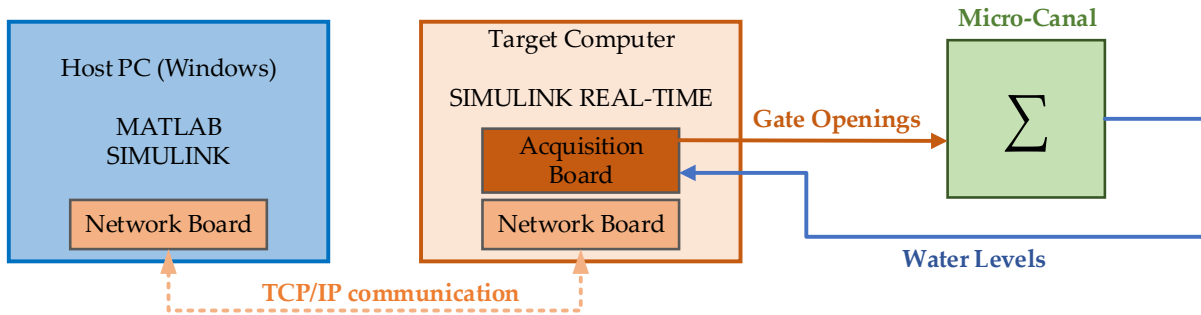 Host PC (Windows)
MATLAB
SIMULINK
Network Board
Target Computer
SIMULINK REAL-TIME
Acquisition
Board
Network Board
TCP/IP communication
Gate Openings
Micro-Canal
∑
Water Levels